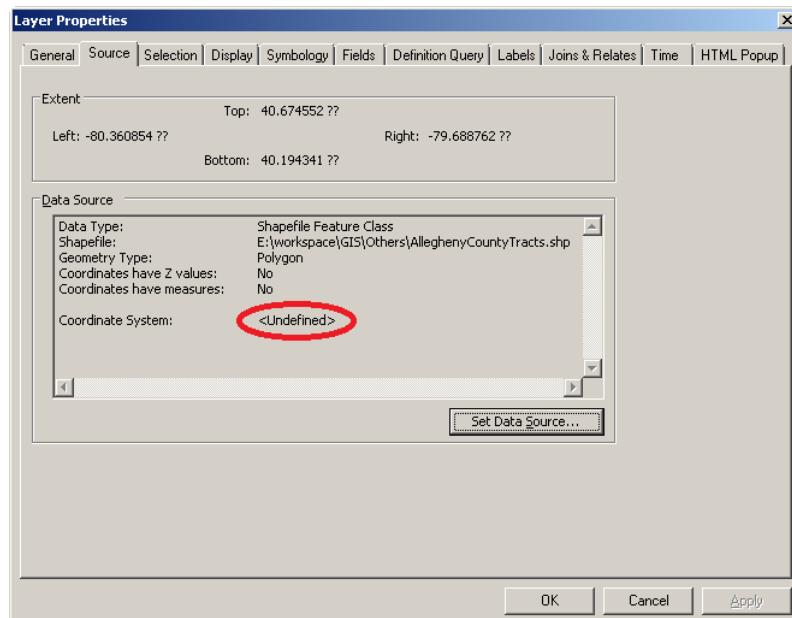 Layer Properties
General Source Selection Display Symbology Fields Definition Query Labels Joins & Relates Time HTML Popup
Extent
Top: 40.674552 ??
Left: -80.360854 ?? Right: -79.688762 ??
Bottom: 40.194341 ??
Data Source
Data Type: Shapefile Feature Class
Shapefile: E:\workspace\GIS\Others\AlleghenyCountyTracts.shp
Geometry Type: Polygon
Coordinates have Z values: No
Coordinates have measures: No
Coordinate System: <Undefined>
Set Data Source...
OK Cancel Apply